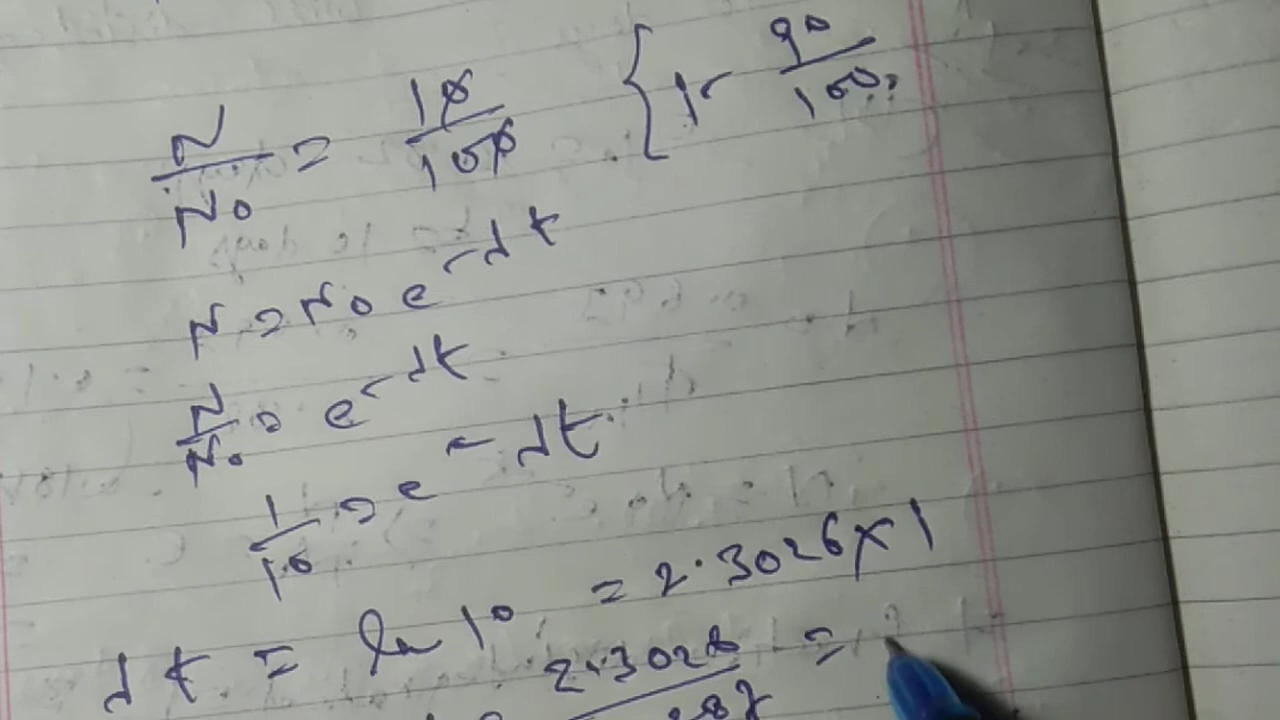 N/N₀ = 10/100 { 1 - 90/100
N = N₀ e^-λt
N/N₀ = e^-λt
1/10 = e^-λt
λt = ln 10 = 2.3026 x 1
2.3026 =